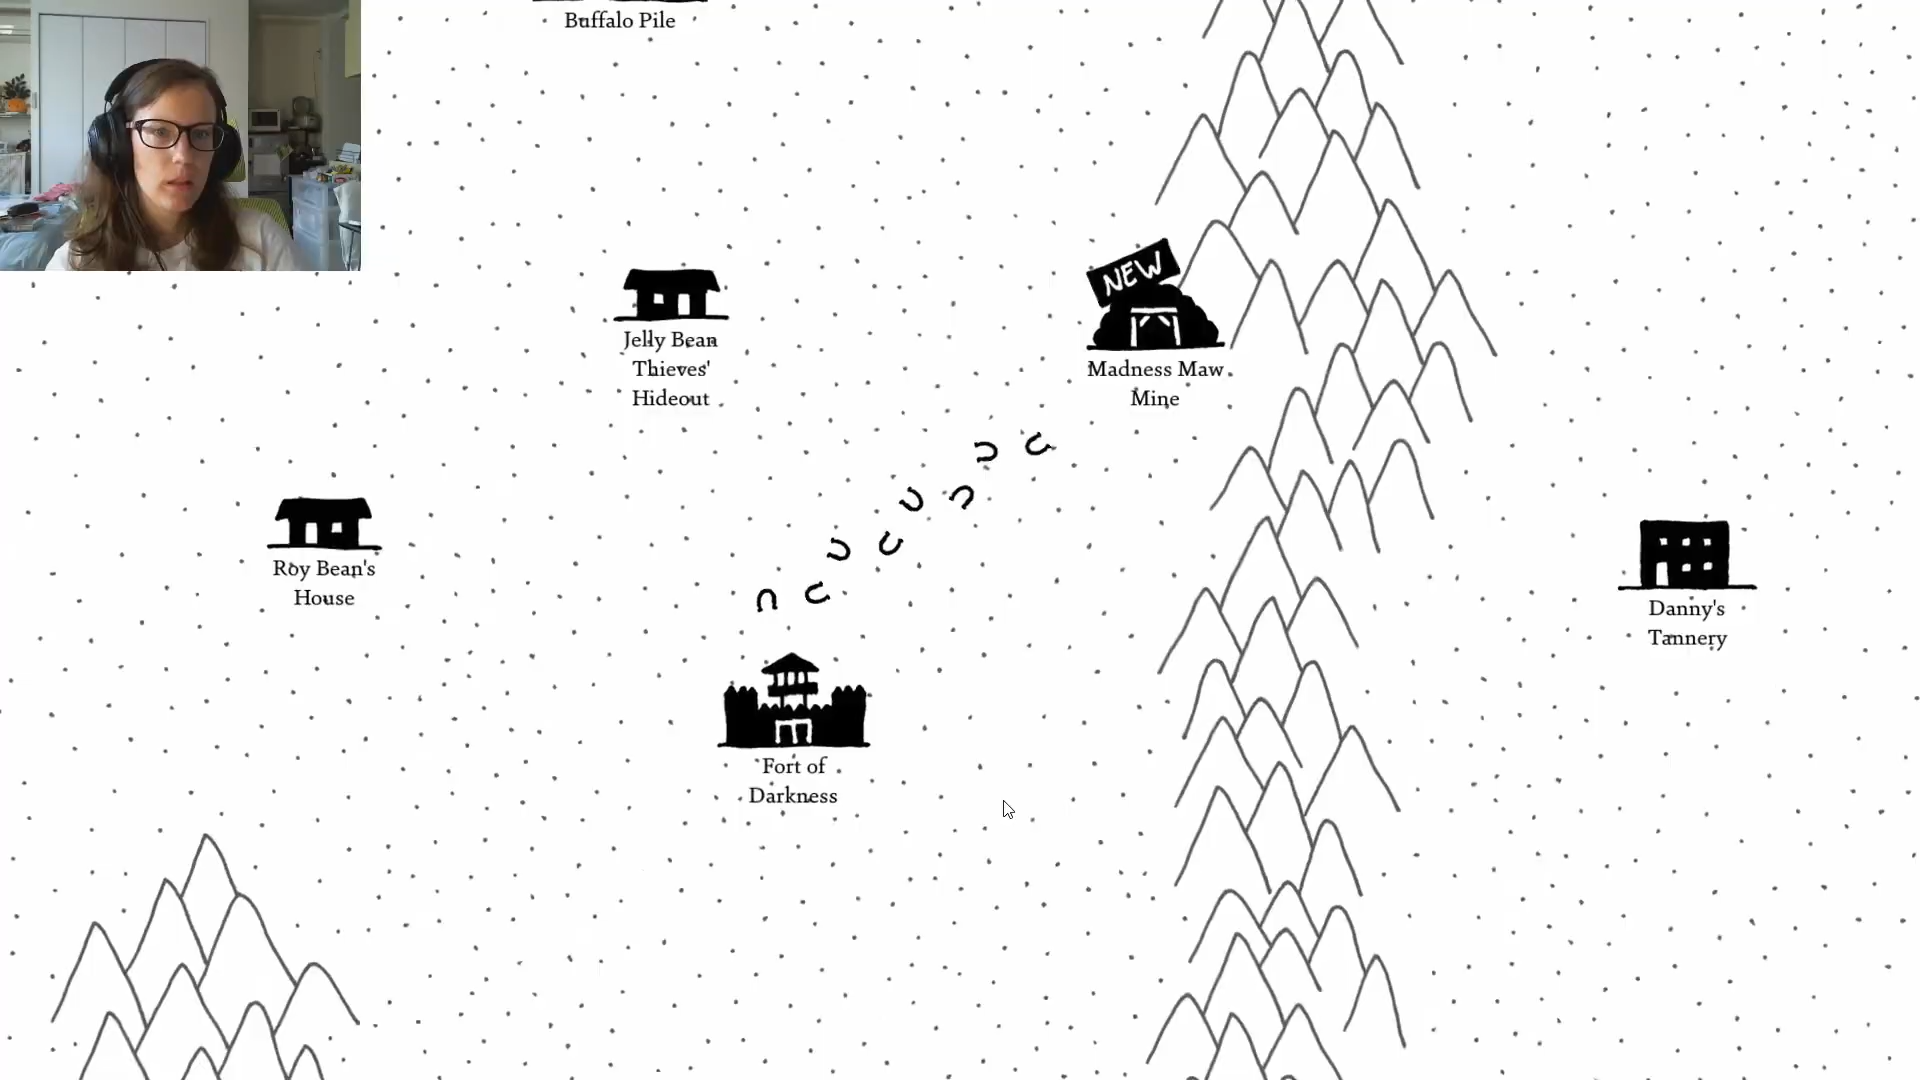 Buffalo Pile
NEW
Jelly Bean
Thieves'
Hideout
Madness Maw
Mine
Roy Bean's
House
Danny's
Tannery
Fort of
Darkness